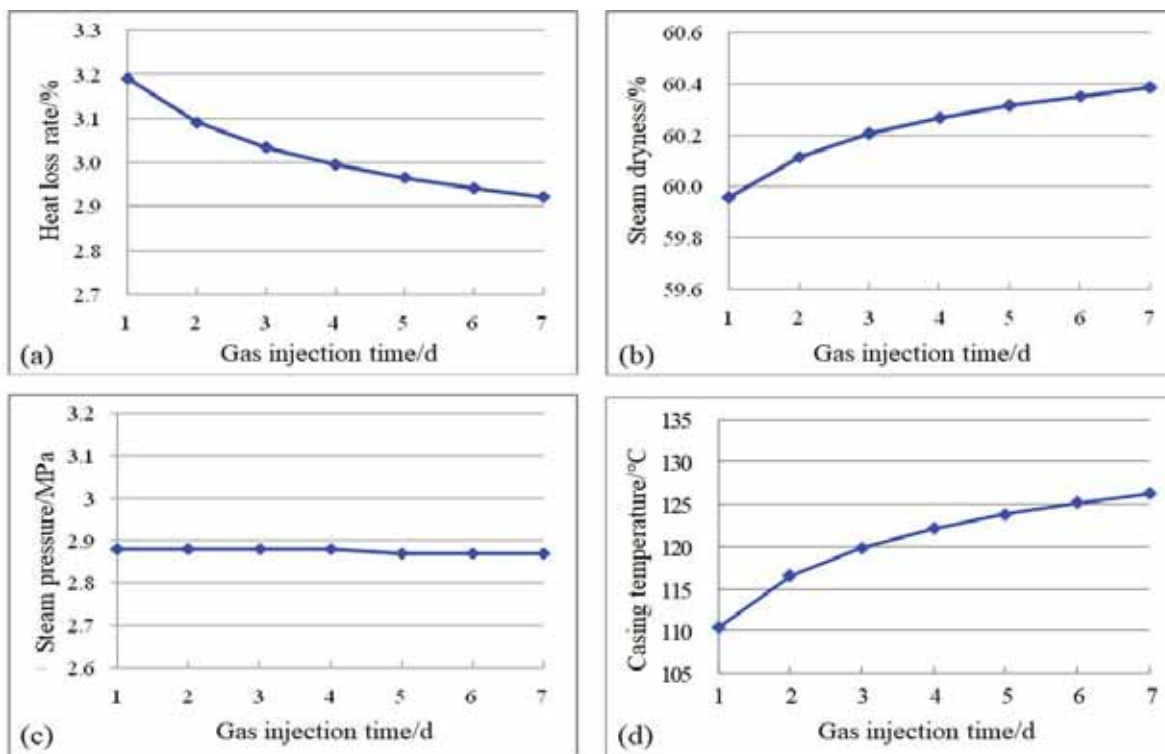 3.3
3.2
3.1
3.0
2.9
2.8
2.7
Heat loss rate/%
1 2 3 4 5 6 7
(a) Gas injection time/d
60.6
60.4
60.2
60.0
59.8
59.6
Steam dryness/%
1 2 3 4 5 6 7
(b) Gas injection time/d
3.2
3.1
3
2.9
2.8
2.7
2.6
Steam pressure/MPa
1 2 3 4 5 6 7
(c) Gas injection time/d
135
130
125
120
115
110
105
Casing temperature/°C
1 2 3 4 5 6 7
(d) Gas injection time/d